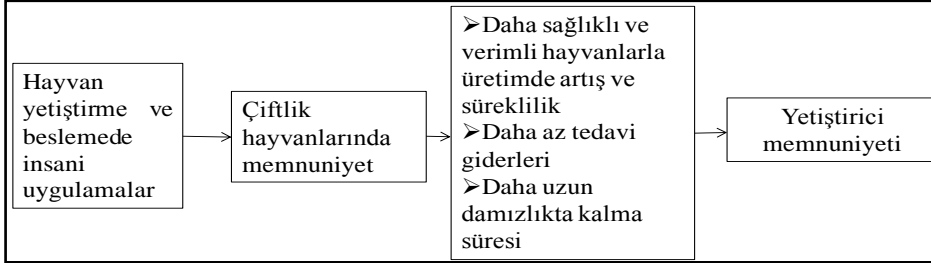 Hayvan
yetiştirme ve
beslemede
insani
uygulamalar
Çiftlik
hayvanlarında
memnuniyet
➢Daha sağlıklı ve
verimli hayvanlarla
üretimde artış ve
süreklilik
➢Daha az tedavi
giderleri
➢Daha uzun
damızlıkta kalma
süresi
Yetiştirici
memnuniyeti